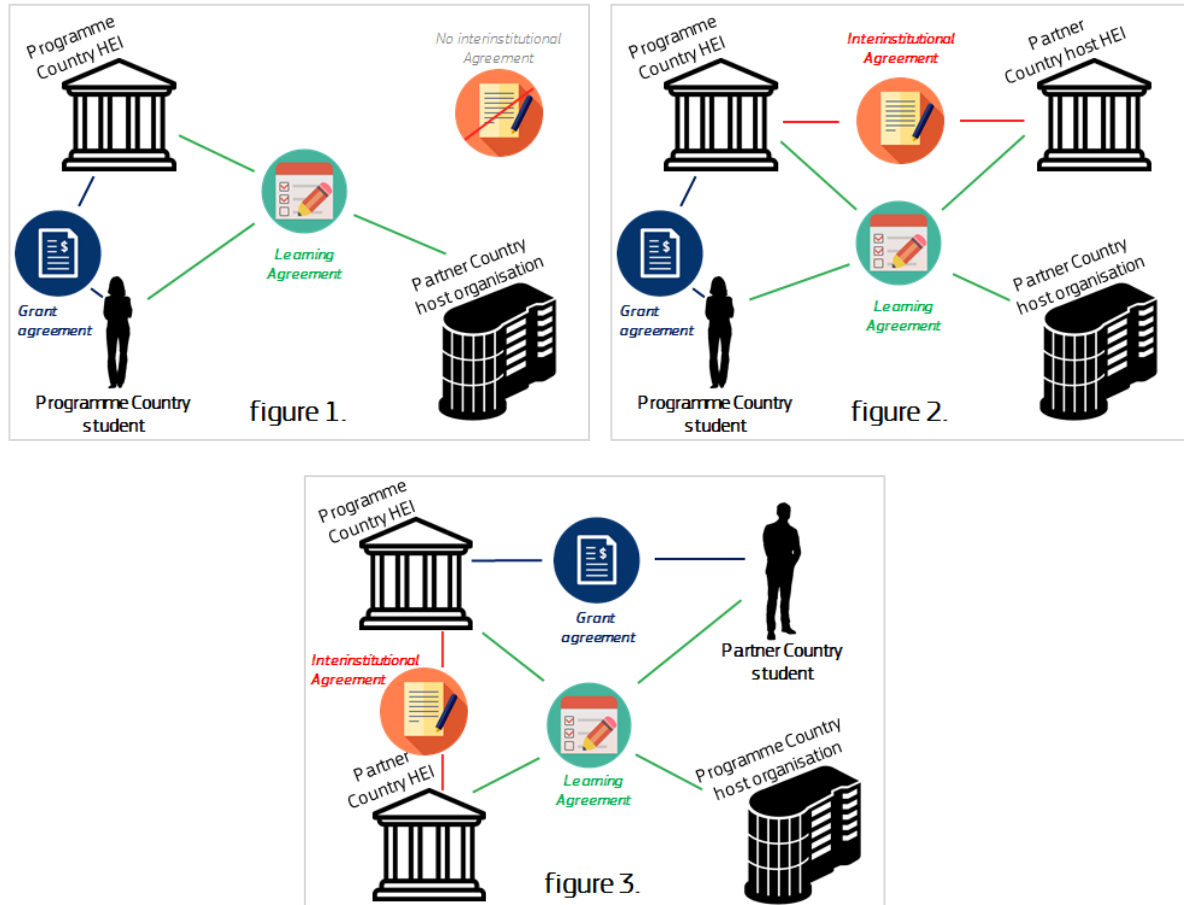 Programme
Country HEI
No interinstitutional
Agreement
$
Learning
Agreement
Grant
agreement
Partner Country
host organisation
Programme Country
student
figure 1.
Programme
Country HEI
Interinstitutional
Agreement
Partner
Country host HEI
$
Learning
Agreement
Grant
agreement
Partner Country
host organisation
Programme Country
student
figure 2.
Programme
Country HEI
$
Grant
agreement
Partner Country
student
Interinstitutional
Agreement
Partner
Country HEI
Learning
Agreement
Programme Country
host organisation
figure 3.